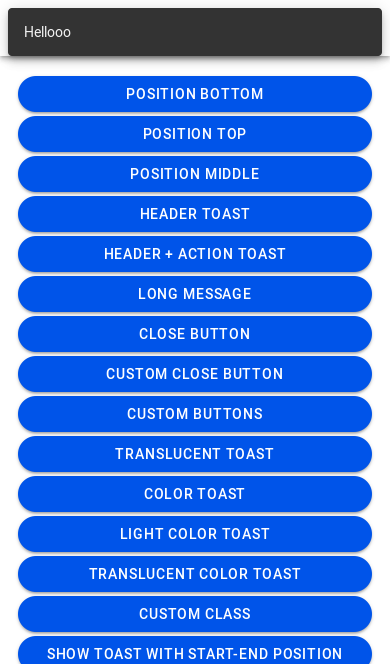 Hellooo
POSITION BOTTOM
POSITION TOP
POSITION MIDDLE
HEADER TOAST
HEADER + ACTION TOAST
LONG MESSAGE
CLOSE BUTTON
CUSTOM CLOSE BUTTON
CUSTOM BUTTONS
TRANSLUCENT TOAST
COLOR TOAST
LIGHT COLOR TOAST
TRANSLUCENT COLOR TOAST
CUSTOM CLASS
SHOW TOAST WITH START-END POSITION